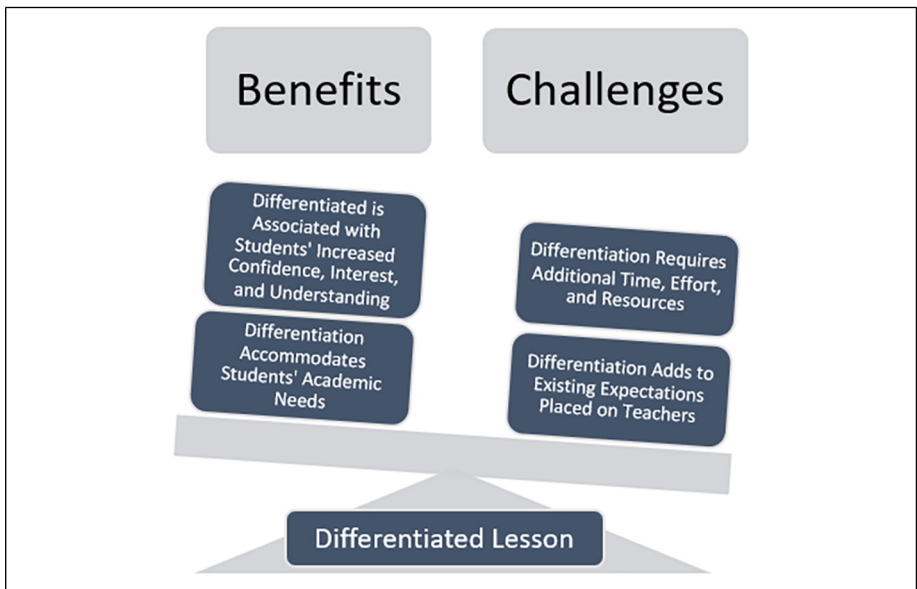 Benefits
Challenges
Differentiated is
Associated with
Students' Increased
Confidence, Interest,
and Understanding
Differentiation
Accommodates
Students' Academic
Needs
Differentiation Requires
Additional Time, Effort,
and Resources
Differentiation Adds to
Existing Expectations
Placed on Teachers
Differentiated Lesson